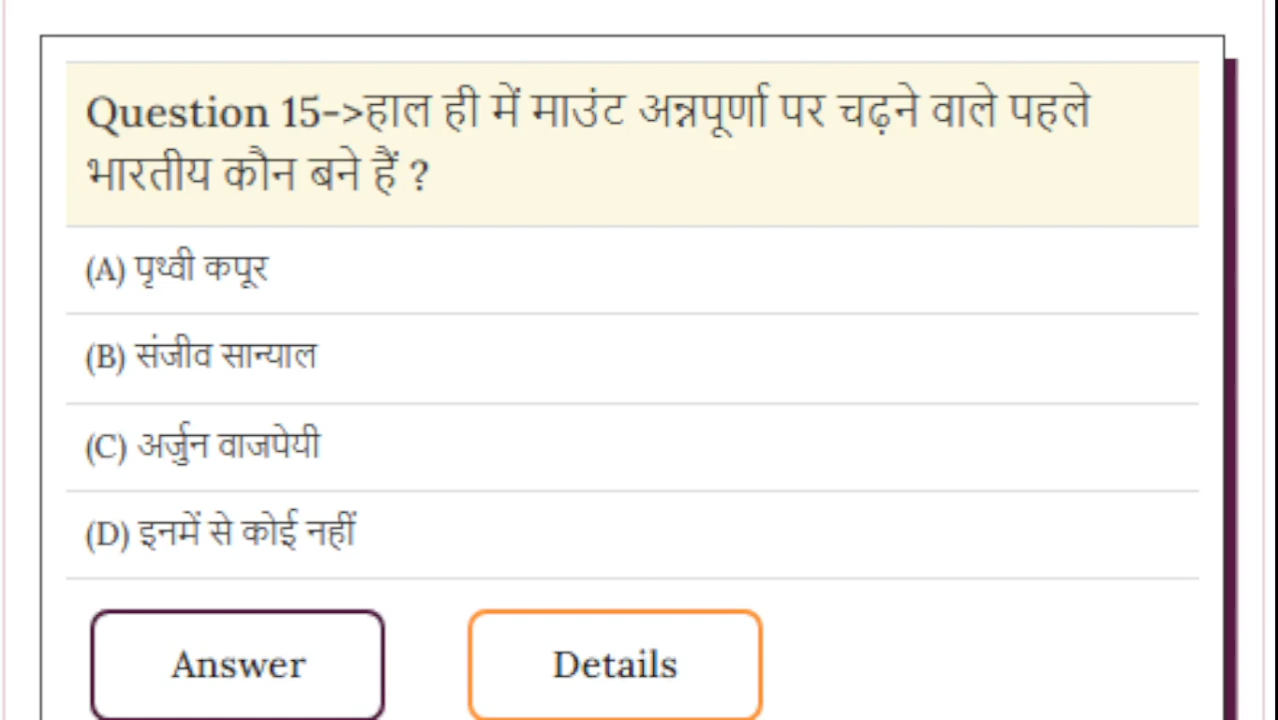 Question 15->हाल ही में माउंट अन्नपूर्णा पर चढ़ने वाले पहले
भारतीय कौन बने हैं ?
(A) पृथ्वी कपूर
(B) संजीव सान्याल
(C) अर्जुन वाजपेयी
(D) इनमें से कोई नहीं
Answer
Details